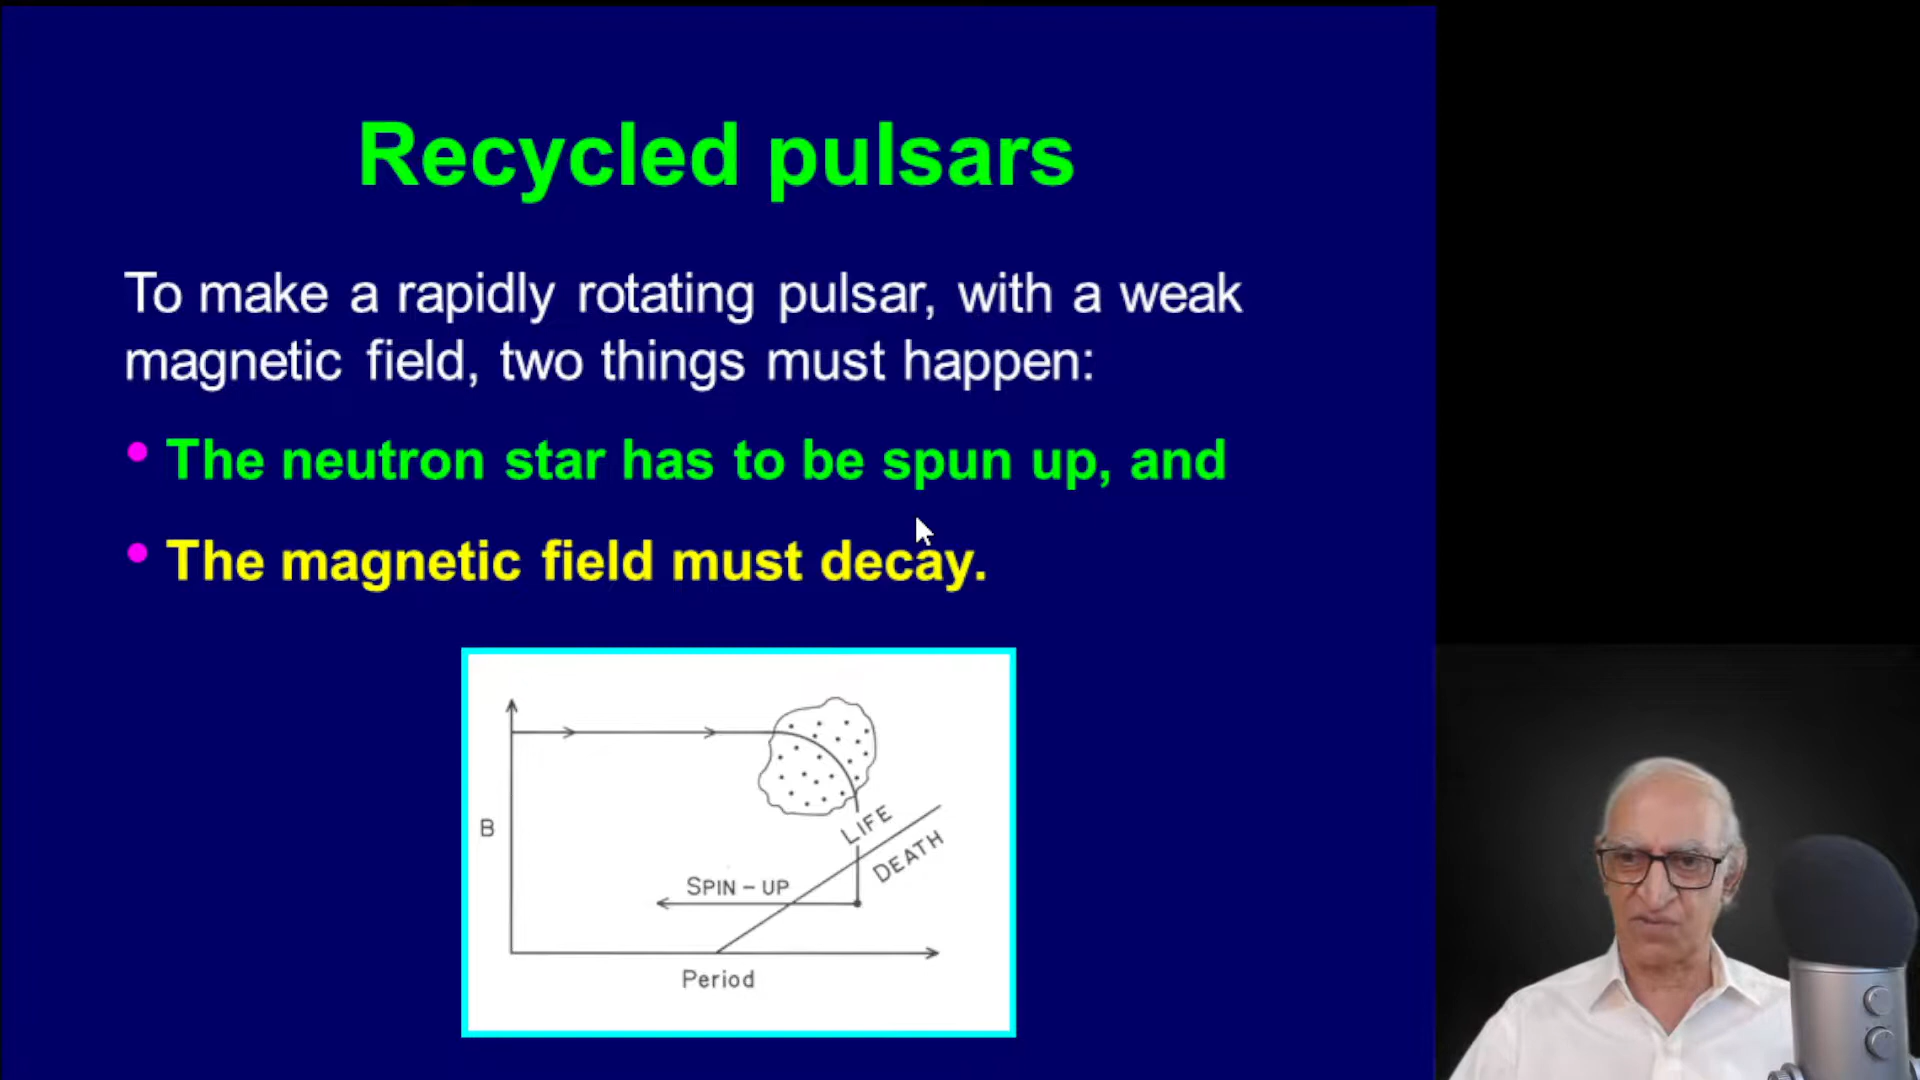 Recycled pulsars
To make a rapidly rotating pulsar, with a weak
magnetic field, two things must happen:
• The neutron star has to be spun up, and
• The magnetic field must decay.
B
LIFE
DEATH
SPIN – UP
Period